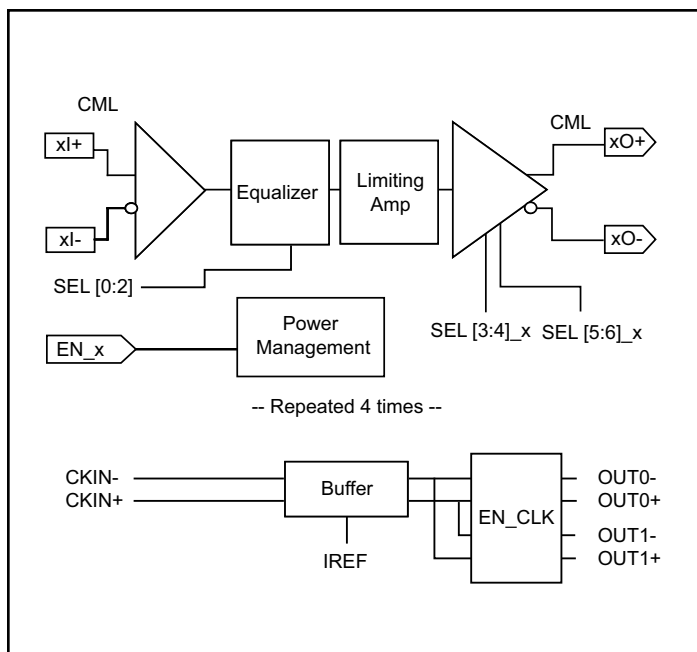 CML
xI+
xI-
Equalizer
Limiting
Amp
CML
xO+
xO-
SEL [0:2]
SEL [3:4]_x
SEL [5:6]_x
EN_x
Power
Management
-- Repeated 4 times --
CKIN-
CKIN+
Buffer
IREF
EN_CLK
OUT0-
OUT0+
OUT1-
OUT1+